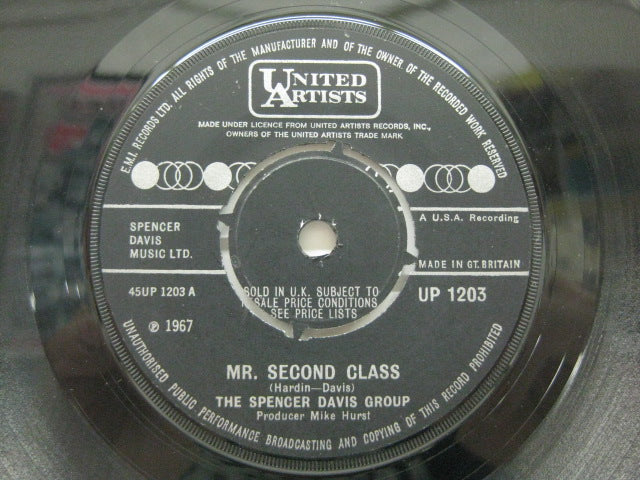 E.M.I. RECORDS LTD. ALL RIGHTS OF THE MANUFACTURER AND OF THE OWNER OF THE RECORDED WORK RESERVED
UNITED
ARTISTS
MADE UNDER LICENCE FROM UNITED ARTISTS RECORDS, INC.,
OWNERS OF THE UNITED ARTISTS TRADE MARK
SPENCER
DAVIS
MUSIC LTD.
A U.S.A. Recording
MADE IN GT. BRITAIN
45UP 1203 A
℗ 1967
SOLD IN U.K. SUBJECT TO
RESALE PRICE CONDITIONS
SEE PRICE LISTS
UP 1203
MR. SECOND CLASS
(Hardin—Davis)
THE SPENCER DAVIS GROUP
Producer Mike Hurst
UNAUTHORISED PUBLIC PERFORMANCE BROADCASTING AND COPYING OF THIS RECORD PROHIBITED